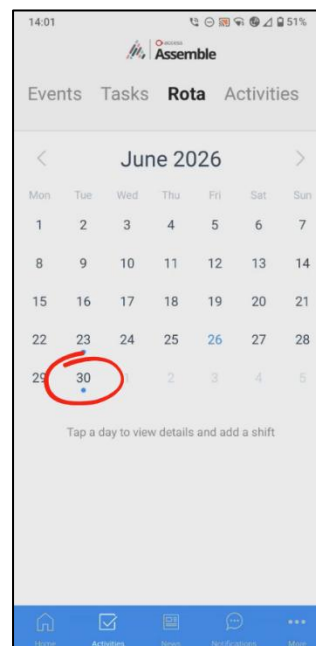 14:01
51%
Assemble
Events Tasks Rota Activities
June 2026
Mon Tue Wed Thu Fri Sat Sun
1 2 3 4 5 6 7
8 9 10 11 12 13 14
15 16 17 18 19 20 21
22 23 24 25 26 27 28
29 30 1 2 3 4 5
Tap a day to view details and add a shift
Home Activities News Notifications More